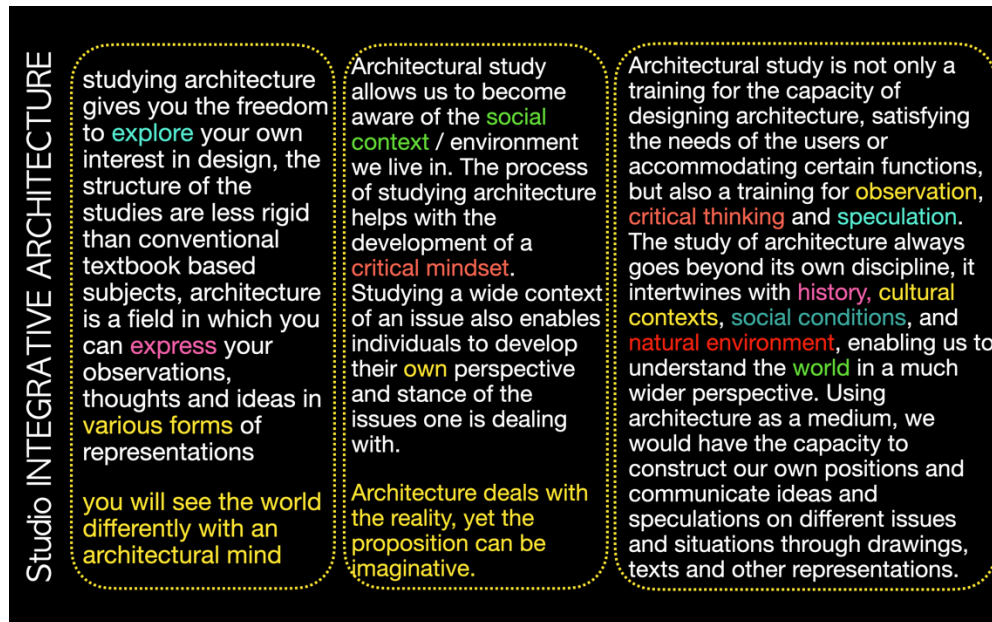 Studio INTEGRATIVE ARCHITECTURE
studying architecture
gives you the freedom
to explore your own
interest in design, the
structure of the
studies are less rigid
than conventional
textbook based
subjects, architecture
is a field in which you
can express your
observations,
thoughts and ideas in
various forms of
representations
you will see the world
differently with an
architectural mind
Architectural study
allows us to become
aware of the social
context / environment
we live in. The process
of studying architecture
helps with the
development of a
critical mindset.
Studying a wide context
of an issue also enables
individuals to develop
their own perspective
and stance of the
issues one is dealing
with.
Architecture deals with
the reality, yet the
proposition can be
imaginative.
Architectural study is not only a
training for the capacity of
designing architecture, satisfying
the needs of the users or
accommodating certain functions,
but also a training for observation,
critical thinking and speculation.
The study of architecture always
goes beyond its own discipline, it
intertwines with history, cultural
contexts, social conditions, and
natural environment, enabling us to
understand the world in a much
wider perspective. Using
architecture as a medium, we
would have the capacity to
construct our own positions and
communicate ideas and
speculations on different issues
and situations through drawings,
texts and other representations.